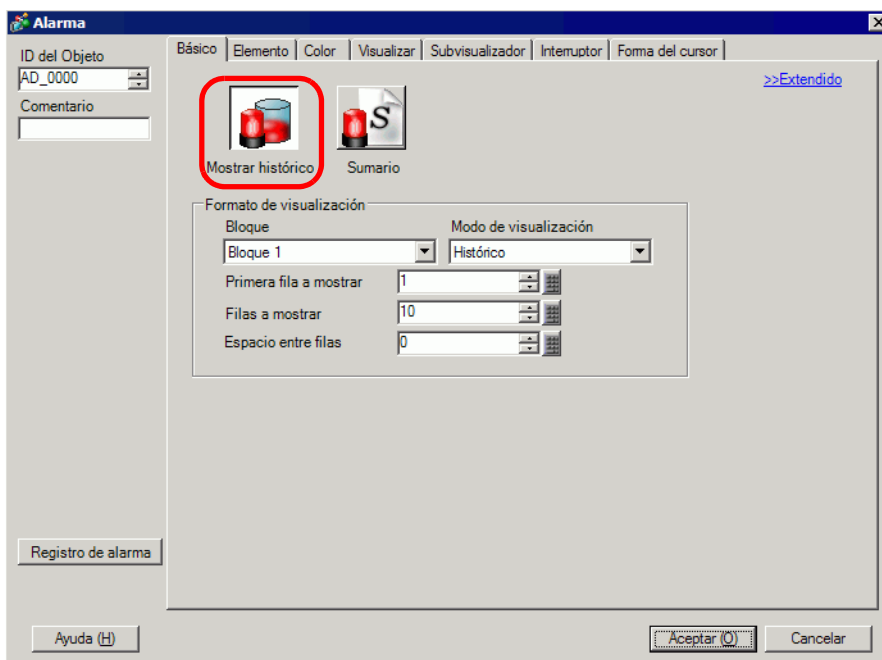 Alarma
ID del Objeto
AD_0000
Comentario
Básico Elemento Color Visualizar Subvisualizador Interruptor Forma del cursor
>>Extendido
Mostrar histórico Sumario
Formato de visualización
Bloque Modo de visualización
Bloque 1 Histórico
Primera fila a mostrar 1
Filas a mostrar 10
Espacio entre filas 0
Registro de alarma
Ayuda (H) Aceptar (O) Cancelar